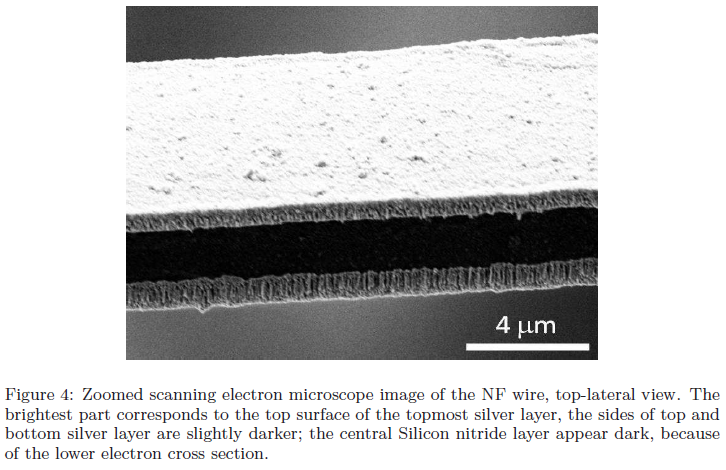 4 μm
Figure 4: Zoomed scanning electron microscope image of the NF wire, top-lateral view. The
brightest part corresponds to the top surface of the topmost silver layer, the sides of top and
bottom silver layer are slightly darker; the central Silicon nitride layer appear dark, because
of the lower electron cross section.